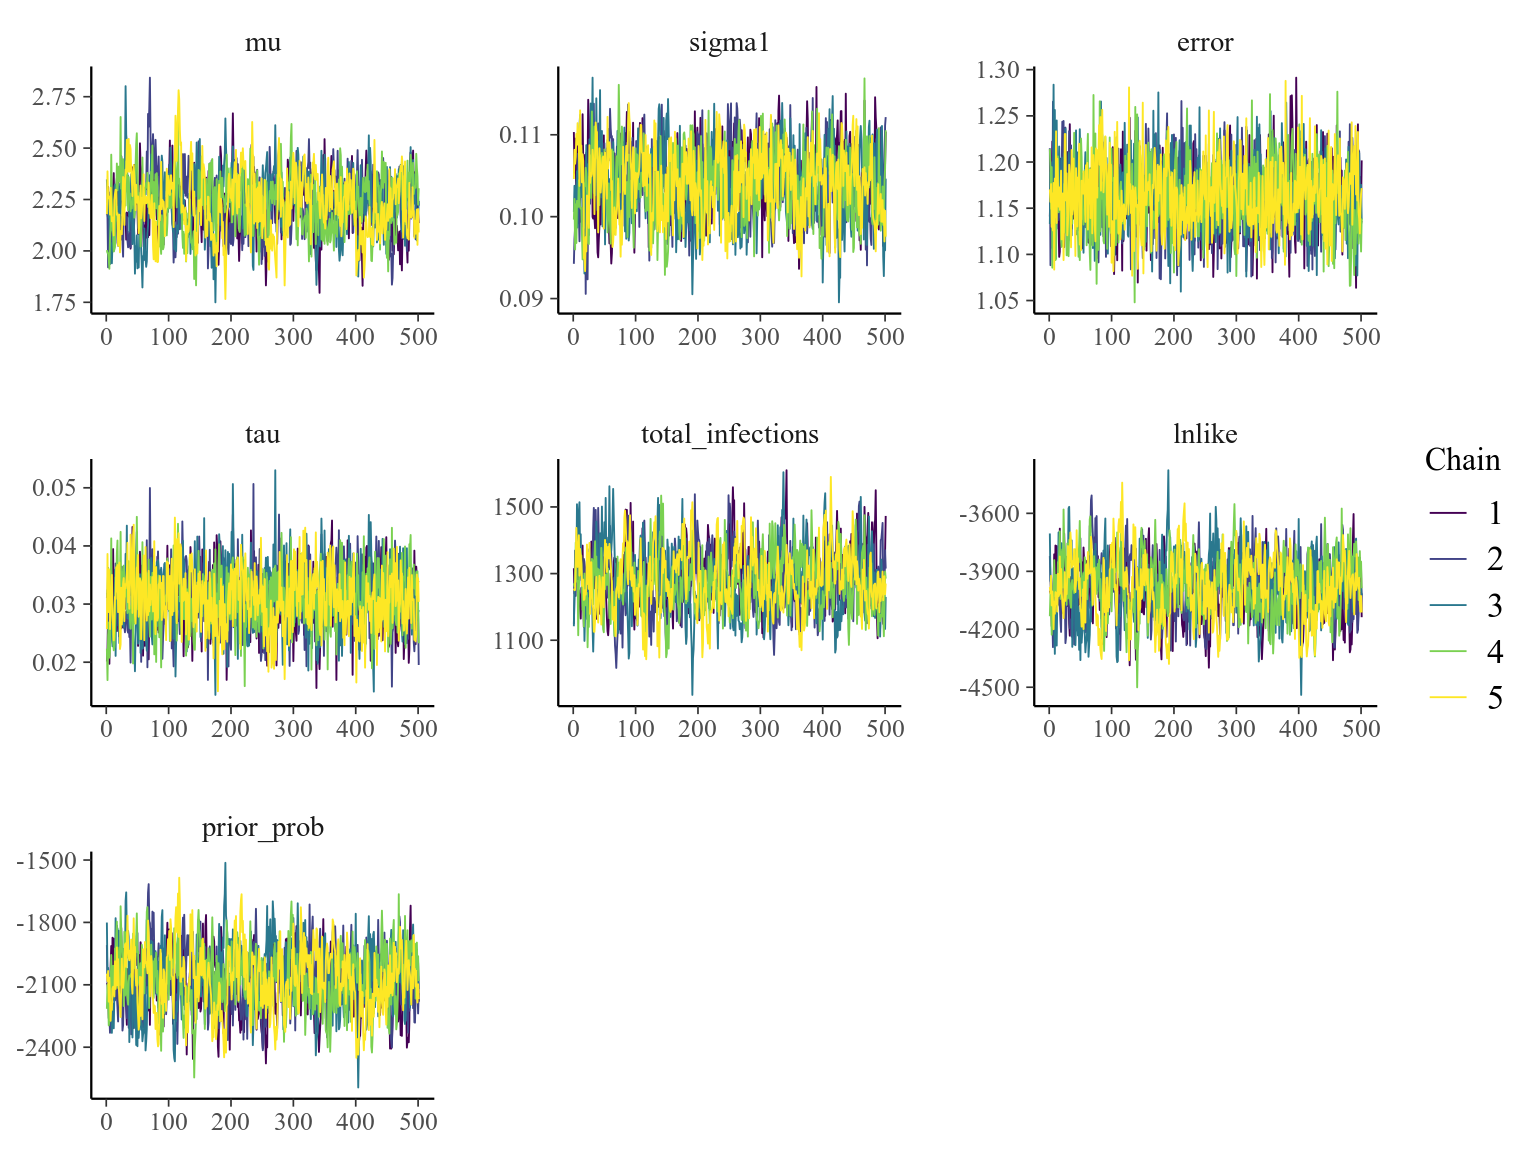 mu
2.75
2.50
2.25
2.00
1.75
0 100 200 300 400 500
sigma1
0.11
0.10
0.09
0 100 200 300 400 500
error
1.30
1.25
1.20
1.15
1.10
1.05
0 100 200 300 400 500
tau
0.05
0.04
0.03
0.02
0 100 200 300 400 500
total_infections
1500
1300
1100
0 100 200 300 400 500
lnlike
-3600
-3900
-4200
-4500
0 100 200 300 400 500
Chain
1
2
3
4
5
prior_prob
-1500
-1800
-2100
-2400
0 100 200 300 400 500